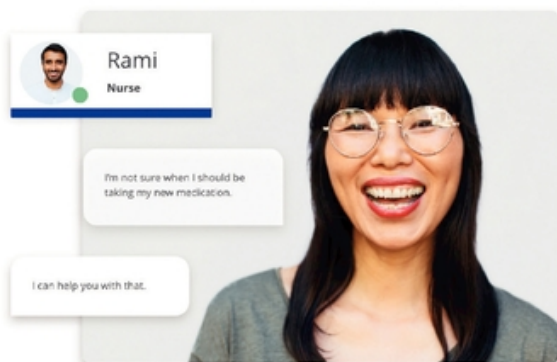 Rami
Nurse
I'm not sure when I should be
taking my new medication.
I can help you with that.